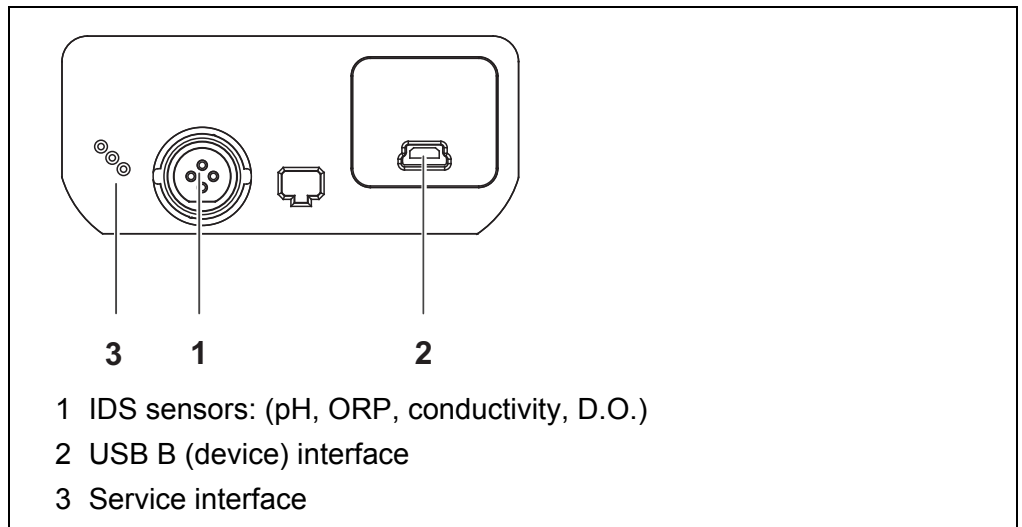 3 1 2
1 IDS sensors: (pH, ORP, conductivity, D.O.)
2 USB B (device) interface
3 Service interface